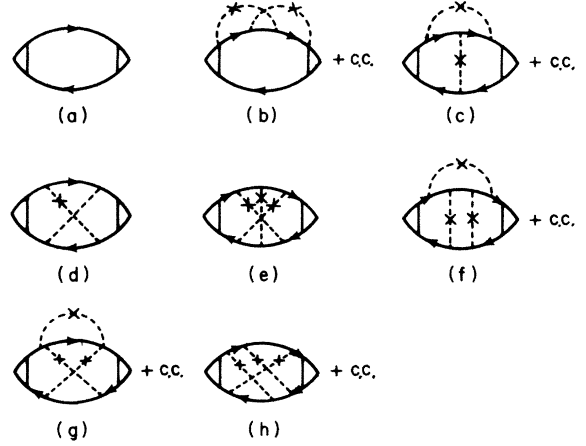 + c.c. + c.c.
(a) (b) (c)
+ c.c.
(d) (e) (f)
+ c.c. + c.c.
(g) (h)